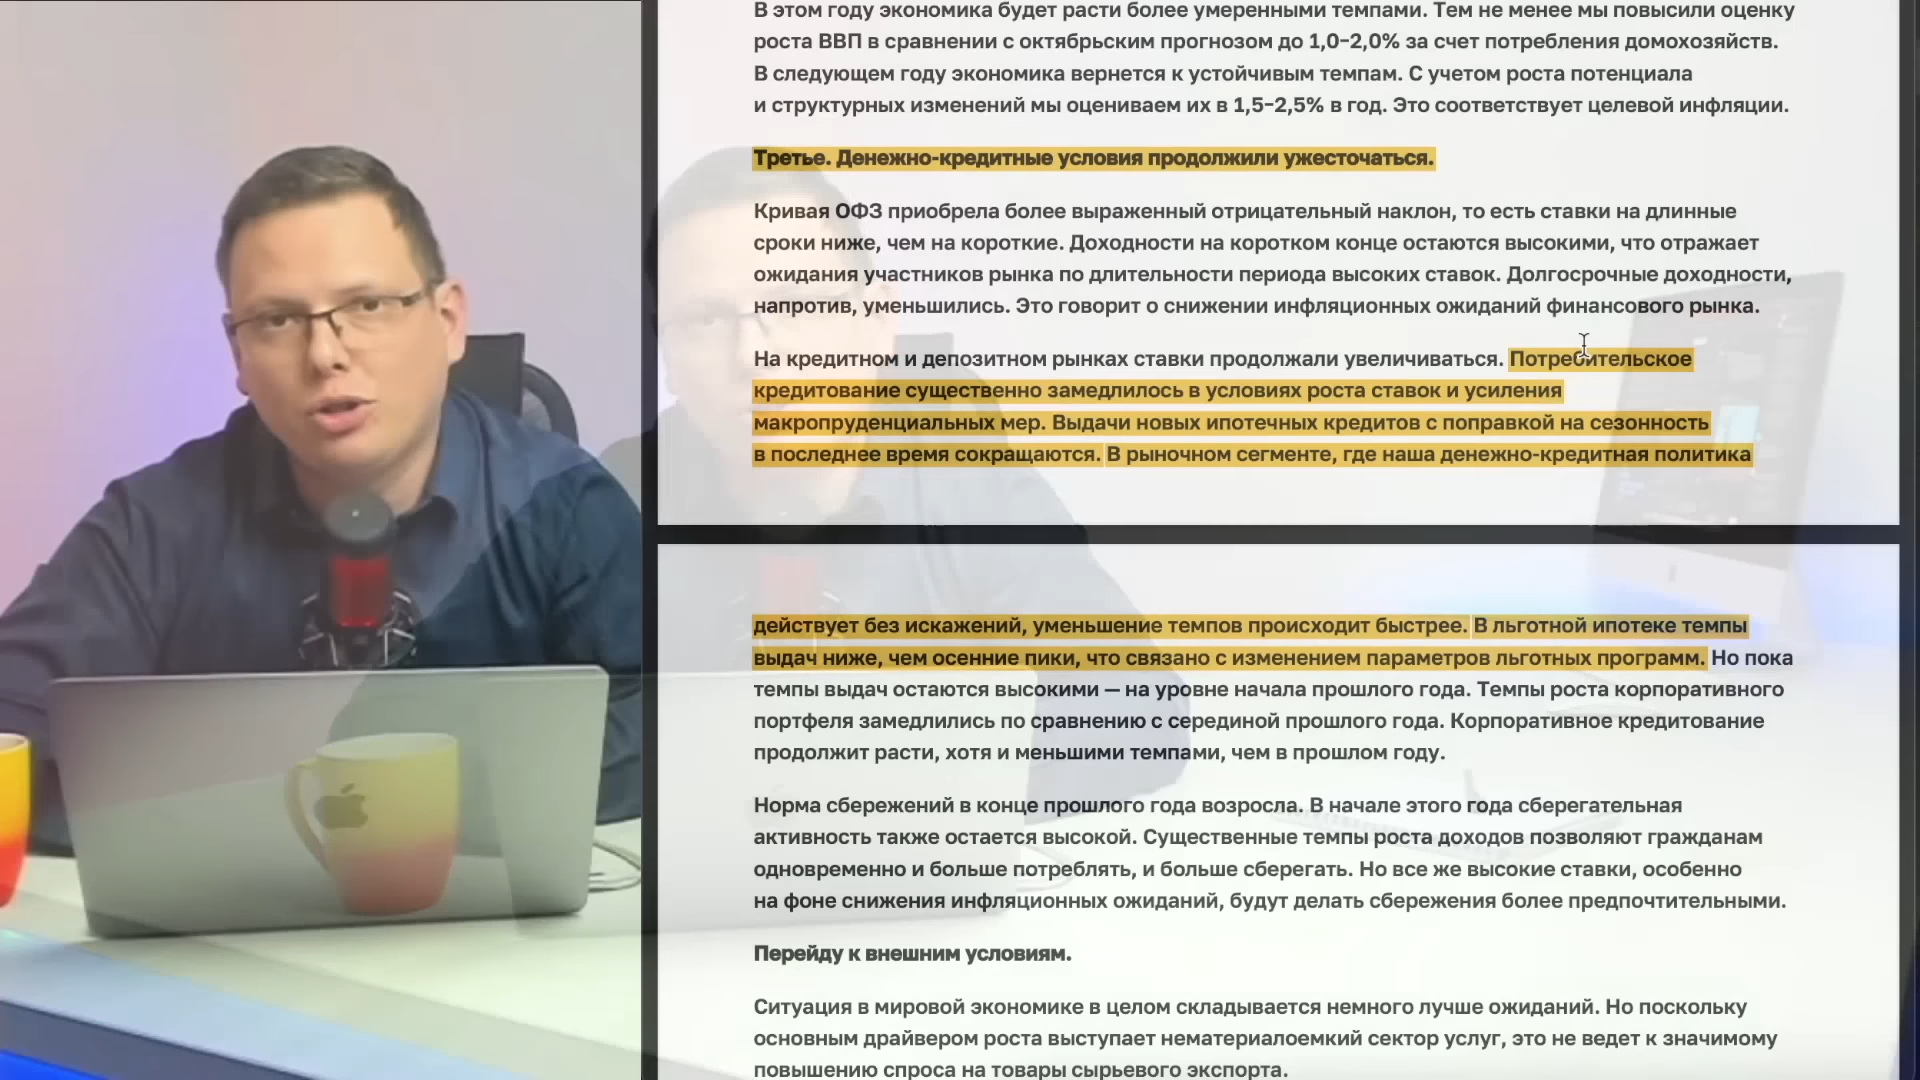 В этом году экономика будет расти более умеренными темпами. Тем не менее мы повысили оценку
роста ВВП в сравнении с октябрьским прогнозом до 1,0–2,0% за счет потребления домохозяйств.
В следующем году экономика вернется к устойчивым темпам. С учетом роста потенциала
и структурных изменений мы оцениваем их в 1,5–2,5% в год. Это соответствует целевой инфляции.
Третье. Денежно-кредитные условия продолжили ужесточаться.
Кривая ОФЗ приобрела более выраженный отрицательный наклон, то есть ставки на длинные
сроки ниже, чем на короткие. Доходности на коротком конце остаются высокими, что отражает
ожидания участников рынка по длительности периода высоких ставок. Долгосрочные доходности,
напротив, уменьшились. Это говорит о снижении инфляционных ожиданий финансового рынка.
На кредитном и депозитном рынках ставки продолжали увеличиваться. Потребительское
кредитование существенно замедлилось в условиях роста ставок и усиления
макропруденциальных мер. Выдачи новых ипотечных кредитов с поправкой на сезонность
в последнее время сокращаются. В рыночном сегменте, где наша денежно-кредитная политика
действует без искажений, уменьшение темпов происходит быстрее. В льготной ипотеке темпы
выдач ниже, чем осенние пики, что связано с изменением параметров льготных программ. Но пока
темпы выдач остаются высокими — на уровне начала прошлого года. Темпы роста корпоративного
портфеля замедлились по сравнению с серединой прошлого года. Корпоративное кредитование
продолжит расти, хотя и меньшими темпами, чем в прошлом году.
Норма сбережений в конце прошлого года возросла. В начале этого года сберегательная
активность также остается высокой. Существенные темпы роста доходов позволяют гражданам
одновременно и больше потреблять, и больше сберегать. Но все же высокие ставки, особенно
на фоне снижения инфляционных ожиданий, будут делать сбережения более предпочтительными.
Перейду к внешним условиям.
Ситуация в мировой экономике в целом складывается немного лучше ожиданий. Но поскольку
основным драйвером роста выступает нематериалоемкий сектор услуг, это не ведет к значимому
повышению спроса на товары сырьевого экспорта.